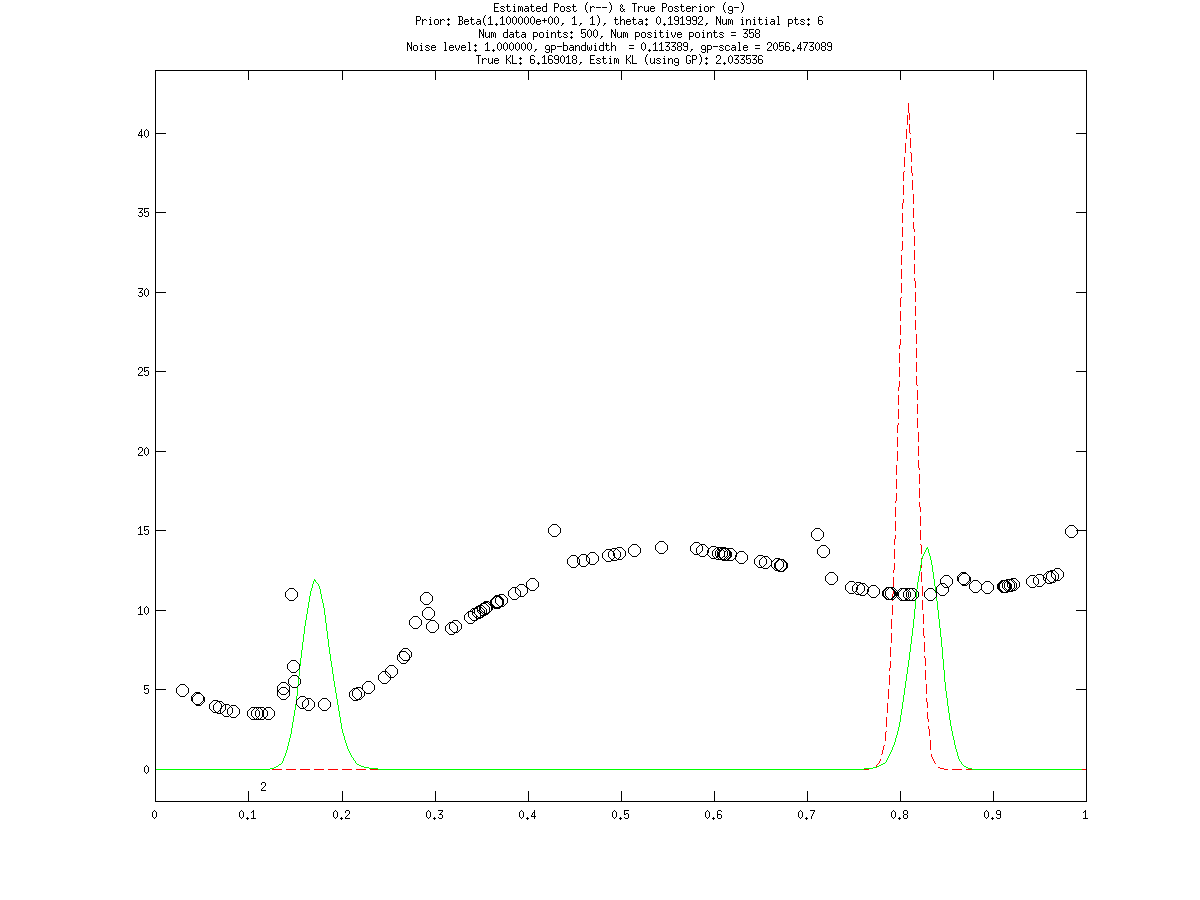 Estimated Post (r--) & True Posterior (g-)
Prior: Beta(1.100000e+00, 1, 1), theta: 0.191992, Num initial pts: 6
Num data points: 500, Num positive points = 358
Noise level: 1.000000, gp-bandwidth  = 0.113389, gp-scale = 2056.473089
True KL: 6.169018, Estim KL (using GP): 2.033536
40
35
30
25
20
15
10
5
0
2
0 0.1 0.2 0.3 0.4 0.5 0.6 0.7 0.8 0.9 1